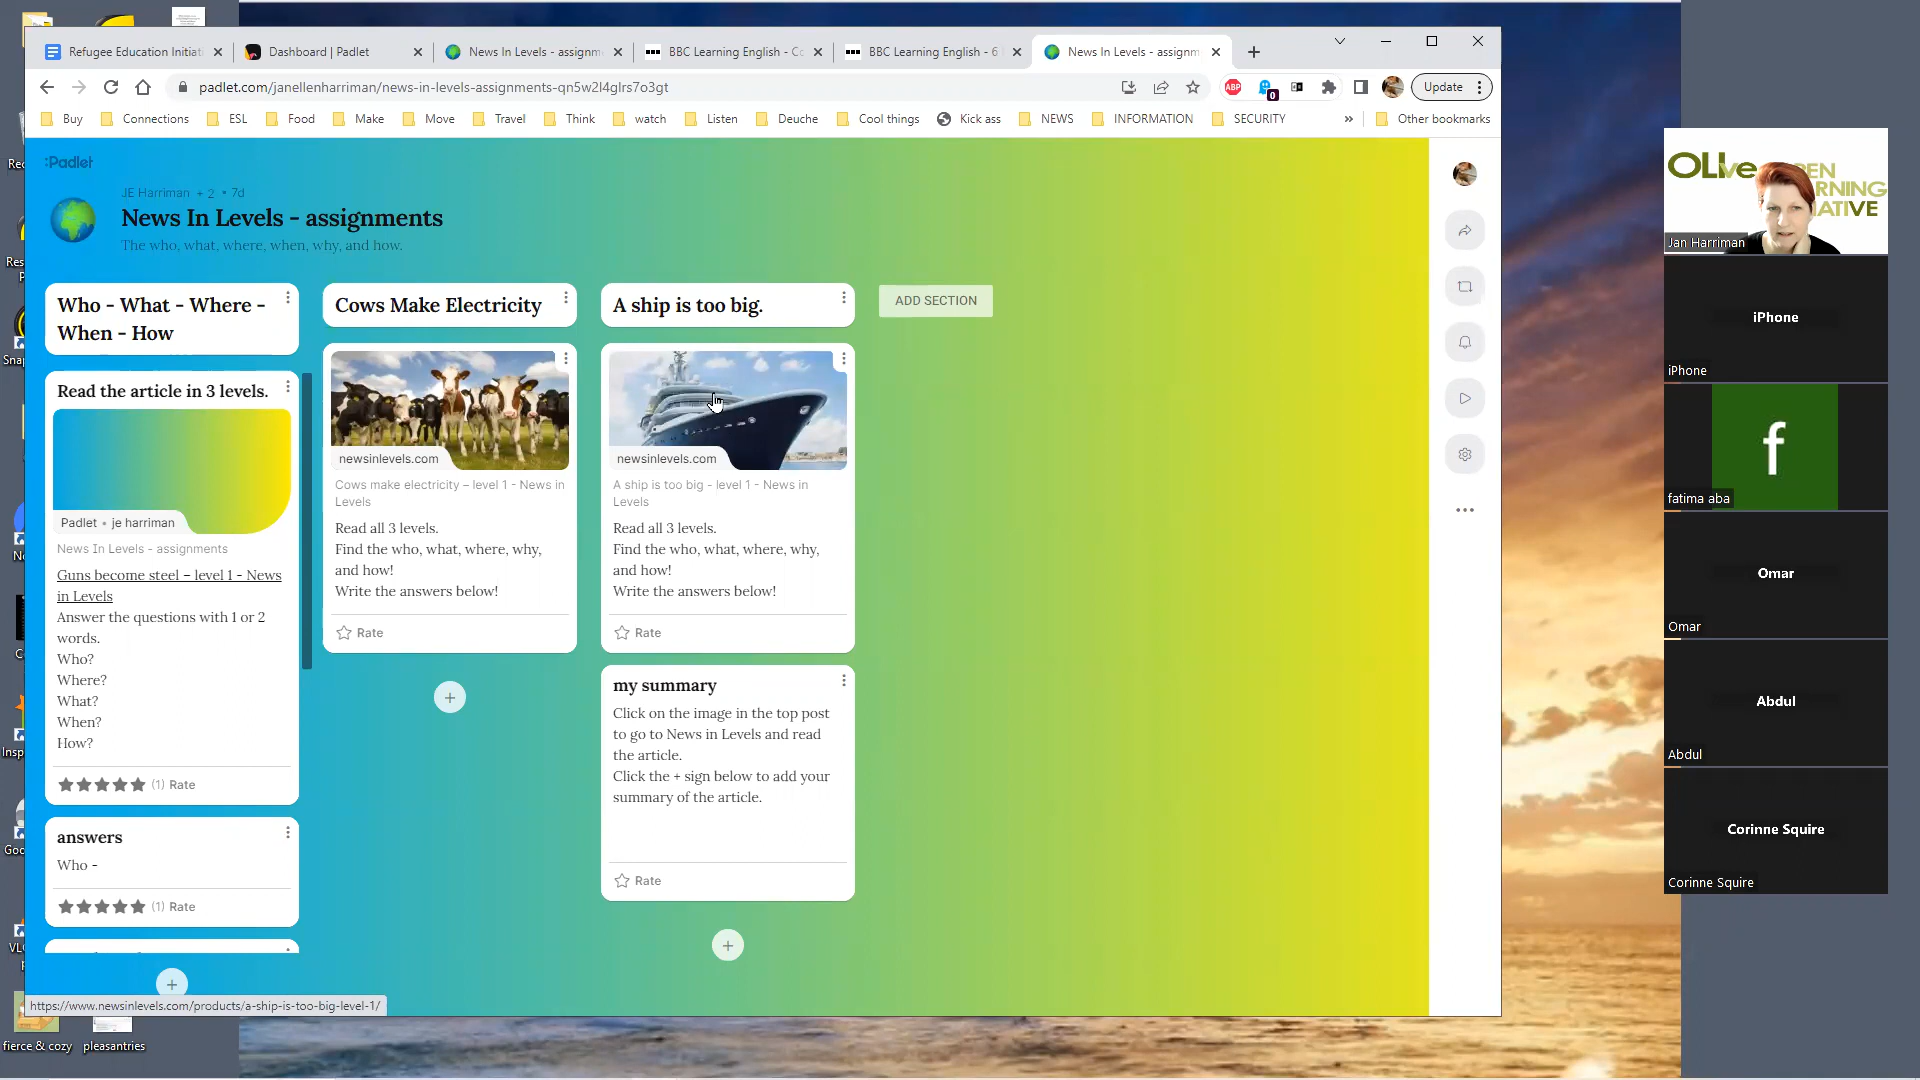 Refugee Education Initiati
Dashboard | Padlet
News In Levels - assignm
BBC Learning English - Co
BBC Learning English - 6
News In Levels - assignm
padlet.com/janellenharriman/news-in-levels-assignments-qn5w2l4glrs7o3gt
ABP
0
Update
Buy
Connections
ESL
Food
Make
Move
Travel
Think
watch
Listen
Deuche
Cool things
Kick ass
NEWS
INFORMATION
SECURITY
»
Other bookmarks
:Padlet
JE Harriman + 2 • 7d
News In Levels - assignments
The who, what, where, when, why, and how.
Who - What - Where -
When - How
Read the article in 3 levels.
Padlet • je harriman
News In Levels - assignments
Guns become steel – level 1 - News
in Levels
Answer the questions with 1 or 2
words.
Who?
Where?
What?
When?
How?
(1) Rate
answers
Who -
(1) Rate
Cows Make Electricity
newsinlevels.com
Cows make electricity – level 1 - News in
Levels
Read all 3 levels.
Find the who, what, where, why,
and how!
Write the answers below!
Rate
A ship is too big.
newsinlevels.com
A ship is too big - level 1 - News in
Levels
Read all 3 levels.
Find the who, what, where, why,
and how!
Write the answers below!
Rate
my summary
Click on the image in the top post
to go to News in Levels and read
the article.
Click the + sign below to add your
summary of the article.
Rate
ADD SECTION
https://www.newsinlevels.com/products/a-ship-is-too-big-level-1/
fierce & cozy
pleasantries
OLIve
Jan Harriman
iPhone
iPhone
f
fatima aba
Omar
Omar
Abdul
Abdul
Corinne Squire
Corinne Squire